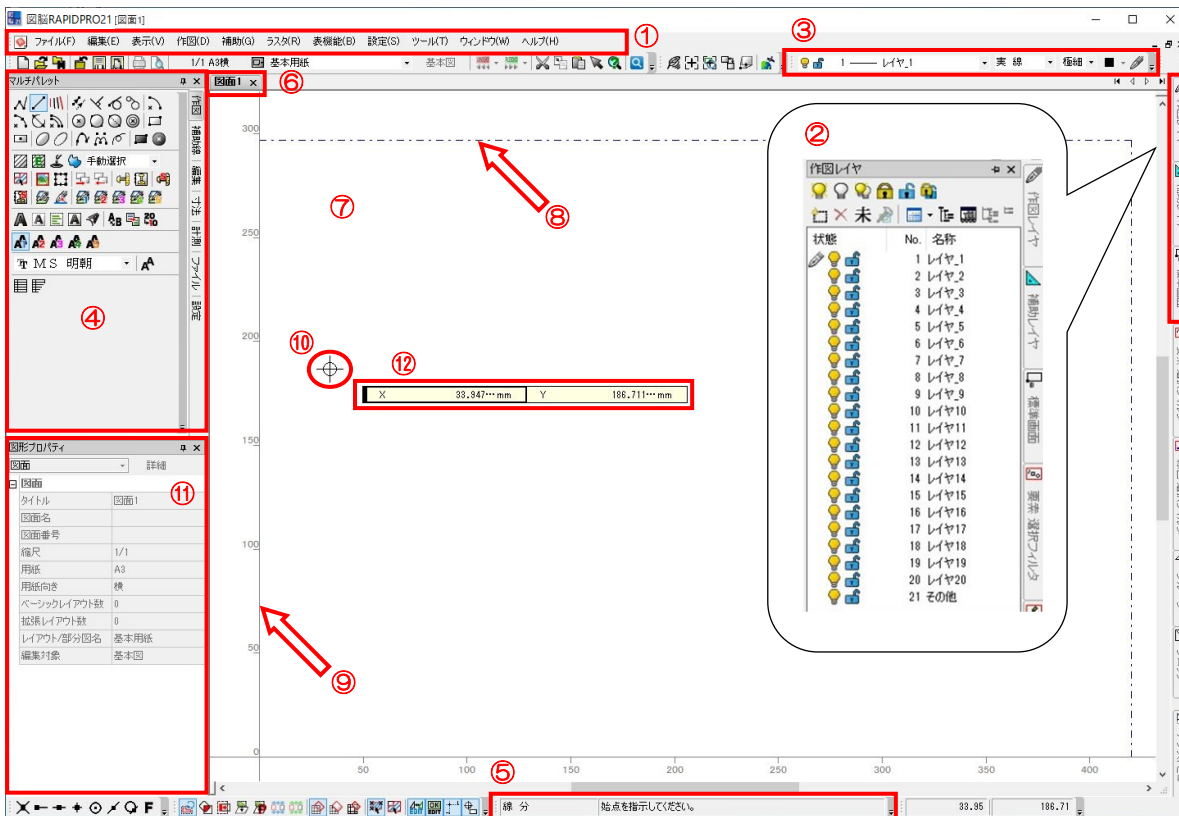 図脳RAPIDPRO21 [図面1]
ファイル(F) 編集(E) 表示(V) 作図(D) 補助(G) ラスタ(R) 表機能(B) 設定(S) ツール(T) ウィンドウ(W) ヘルプ(H)
①
③
1/1 A3横 基本用紙 基本図
1 レイヤ_1 実 線 極細
マルチパレット
図面1
⑥
作図
補助線
編集
寸法
計測
ファイル
設定
手動選択
MS 明朝
④
300
250
200
150
100
50
0
⑦
⑧
⑩
⑫
X 33.947…mm Y 186.711…mm
②
作図レイヤ
状態 No. 名称
1 レイヤ_1
2 レイヤ_2
3 レイヤ_3
4 レイヤ_4
5 レイヤ_5
6 レイヤ_6
7 レイヤ_7
8 レイヤ_8
9 レイヤ_9
10 レイヤ10
11 レイヤ11
12 レイヤ12
13 レイヤ13
14 レイヤ14
15 レイヤ15
16 レイヤ16
17 レイヤ17
18 レイヤ18
19 レイヤ19
20 レイヤ20
21 その他
作図レイヤ
補助レイヤ
標準画面
要素 選択フィルタ
図形プロパティ
図面 詳細
図面
⑪
タイトル 図面1
図面名
図面番号
縮尺 1/1
用紙 A3
用紙向き 横
ベーシックレイアウト数 0
拡張レイアウト数 0
レイアウト/部分図名 基本用紙
編集対象 基本図
⑨
50 100 150 200 250 300 350 400
⑤
線 分 始点を指示してください。 33.95 186.71